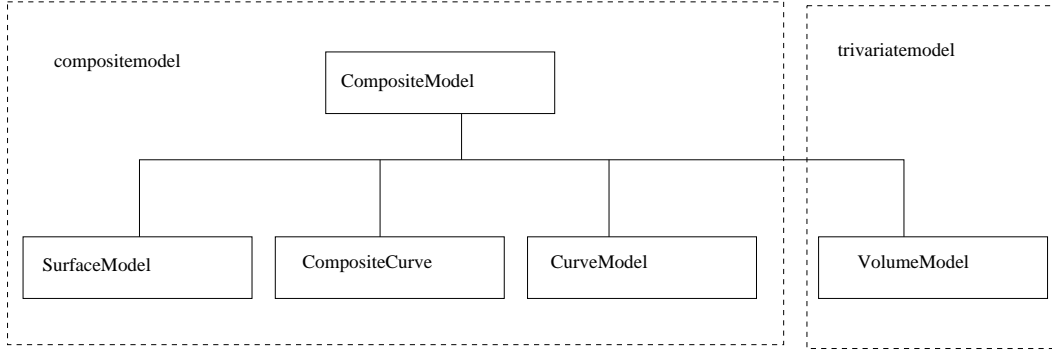 compositemodel
trivariatemodel
CompositeModel
SurfaceModel
CompositeCurve
CurveModel
VolumeModel